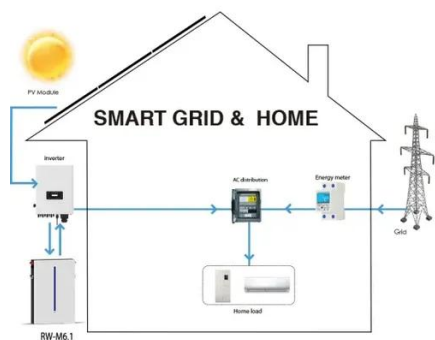 PV Module
SMART GRID & HOME
Inverter
AC distribution
Energy meter
Grid
Home load
RW-M6.1